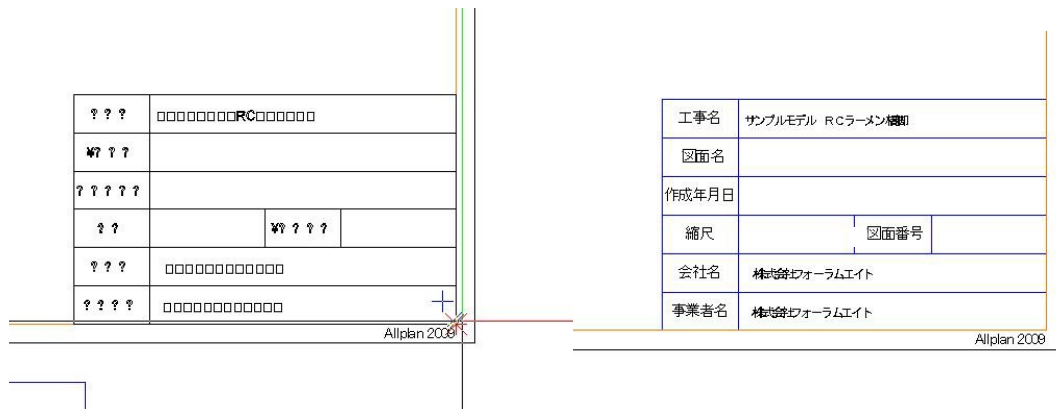 ? ? ?
□□□□□□□□RC□□□□□□
¥? ? ?
? ? ? ? ?
? ?
¥? ? ? ?
? ? ?
□□□□□□□□□□□□
? ? ? ?
□□□□□□□□□□□□
Allplan 2009
工事名
サンプルモデル RCラーメン橋脚
図面名
作成年月日
縮尺
図面番号
会社名
株式会社フォーラムエイト
事業者名
株式会社フォーラムエイト
Allplan 2009